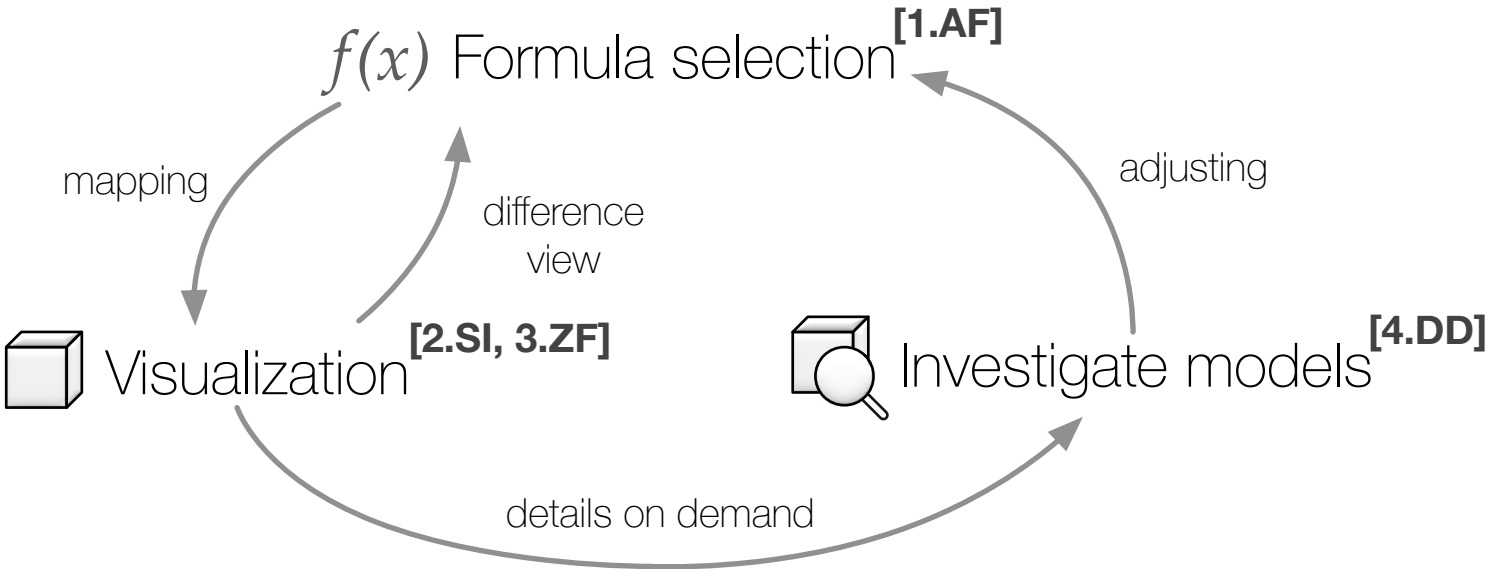 f(x) Formula selection [1.AF]
mapping
adjusting
difference
view
Visualization [2.SI, 3.ZF]
Investigate models [4.DD]
details on demand